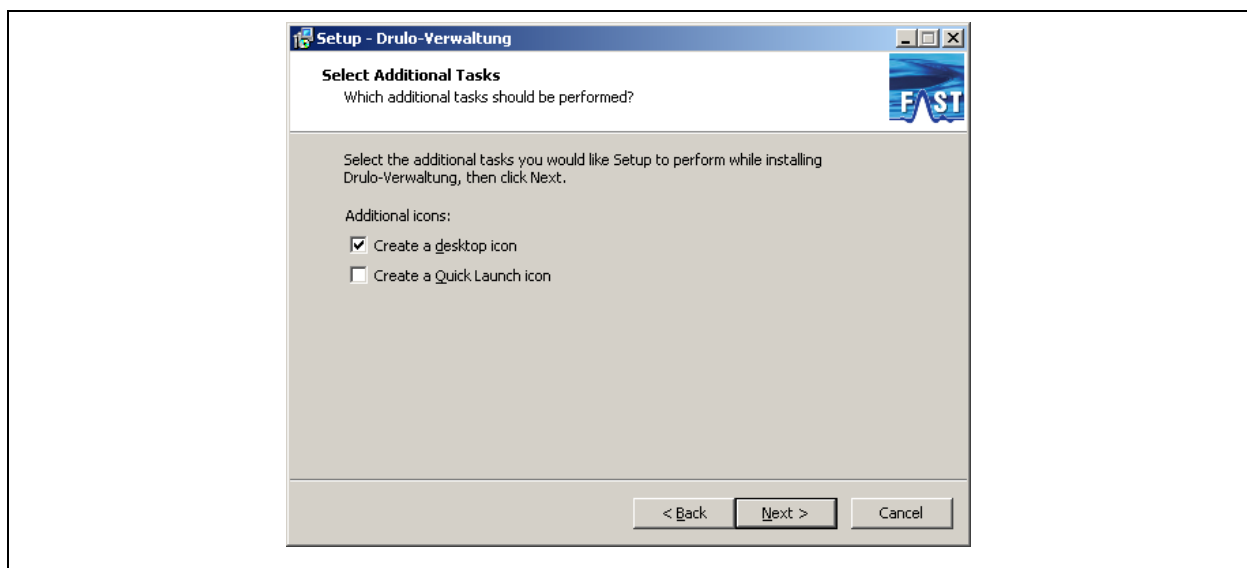 Setup - Drulo-Verwaltung
Select Additional Tasks
Which additional tasks should be performed?
FAST
Select the additional tasks you would like Setup to perform while installing
Drulo-Verwaltung, then click Next.
Additional icons:
Create a desktop icon
Create a Quick Launch icon
< Back Next > Cancel